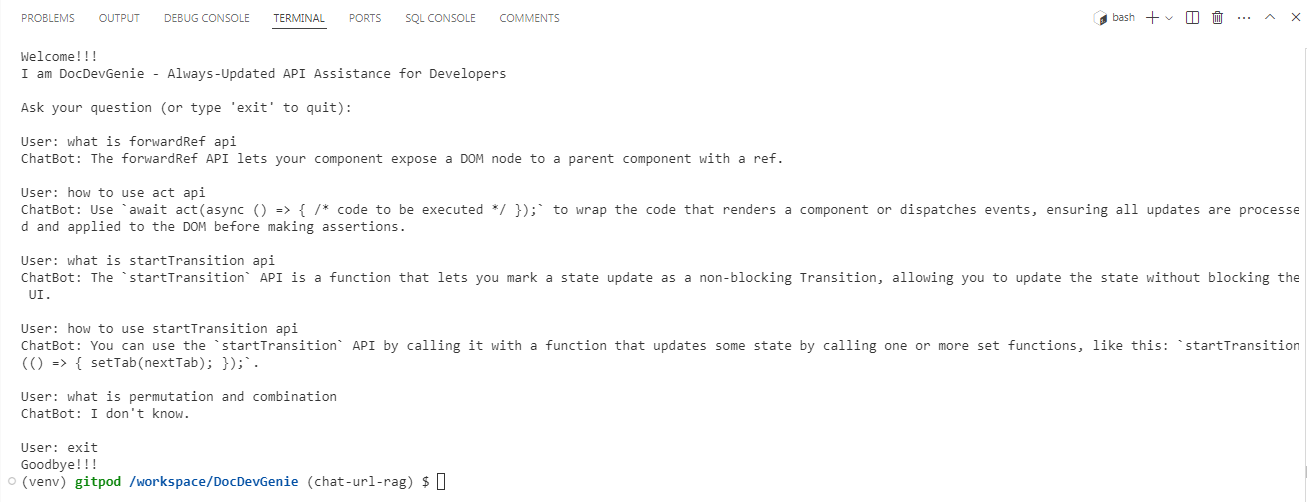 PROBLEMS OUTPUT DEBUG CONSOLE TERMINAL PORTS SQL CONSOLE COMMENTS bash
Welcome!!!
I am DocDevGenie - Always-Updated API Assistance for Developers
Ask your question (or type 'exit' to quit):
User: what is forwardRef api
ChatBot: The forwardRef API lets your component expose a DOM node to a parent component with a ref.
User: how to use act api
ChatBot: Use `await act(async () => { /* code to be executed */ });` to wrap the code that renders a component or dispatches events, ensuring all updates are processe
d and applied to the DOM before making assertions.
User: what is startTransition api
ChatBot: The `startTransition` API is a function that lets you mark a state update as a non-blocking Transition, allowing you to update the state without blocking the
 UI.
User: how to use startTransition api
ChatBot: You can use the `startTransition` API by calling it with a function that updates some state by calling one or more set functions, like this: `startTransition
(() => { setTab(nextTab); });`.
User: what is permutation and combination
ChatBot: I don't know.
User: exit
Goodbye!!!
(venv) gitpod /workspace/DocDevGenie (chat-url-rag) $